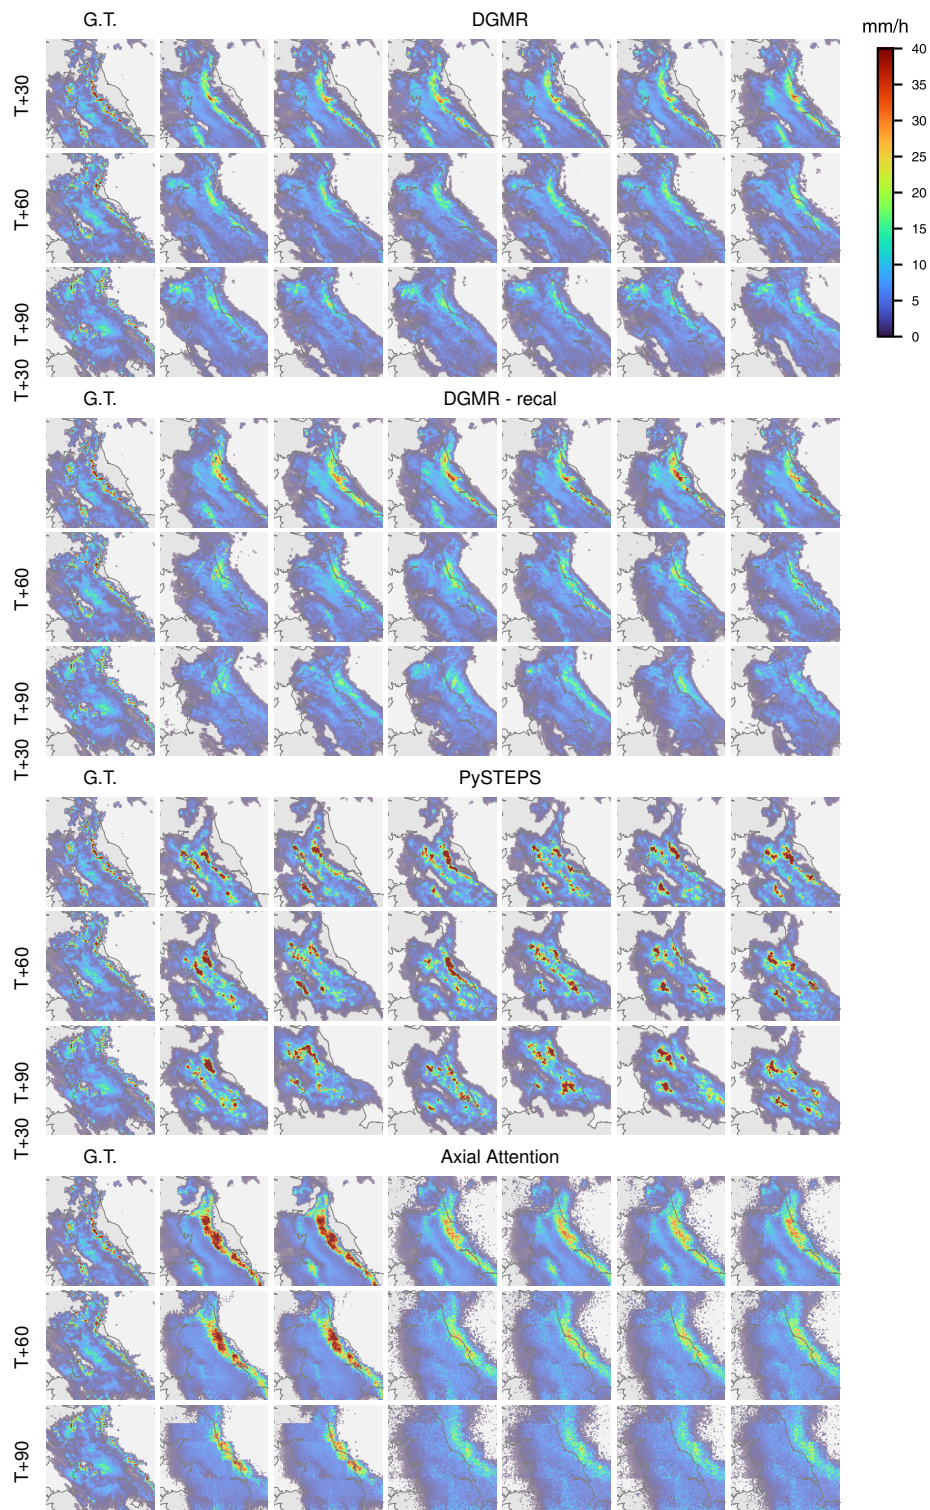 G.T. DGMR
mm/h
40
35
30
25
20
15
10
5
0
T+30
T+60
T+90
T+30
G.T. DGMR - recal
T+60
T+90
T+30
G.T. PySTEPS
T+60
T+90
T+30
G.T. Axial Attention
T+60
T+90